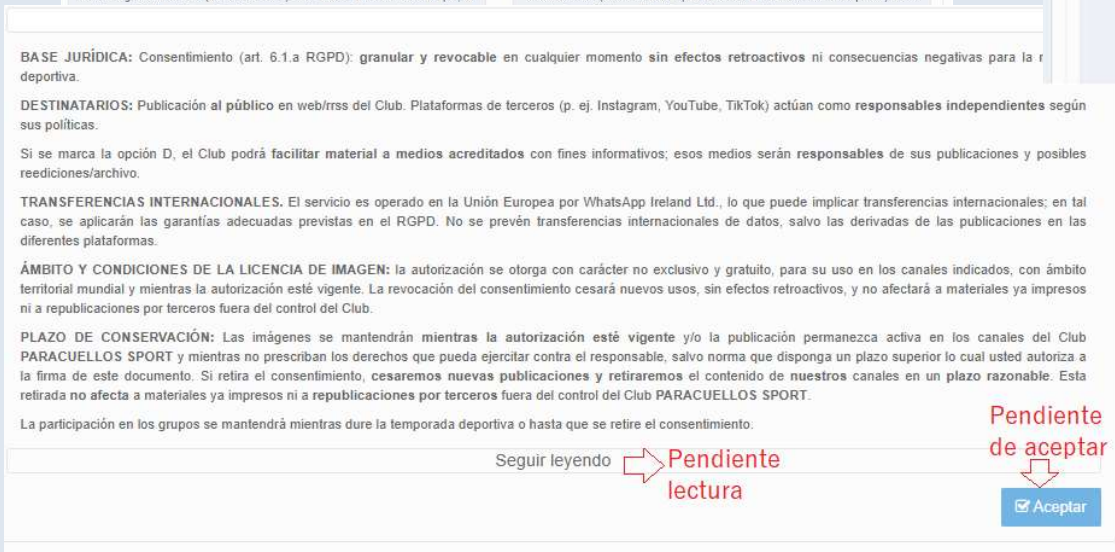 BASE JURÍDICA: Consentimiento (art. 6.1.a RGPD): granular y revocable en cualquier momento sin efectos retroactivos ni consecuencias negativas para la
deportiva.
DESTINATARIOS: Publicación al público en web/rrss del Club. Plataformas de terceros (p. ej. Instagram, YouTube, TikTok) actúan como responsables independientes según
sus políticas.
Si se marca la opción D, el Club podrá facilitar material a medios acreditados con fines informativos; esos medios serán responsables de sus publicaciones y posibles
reediciones/archivo.
TRANSFERENCIAS INTERNACIONALES. El servicio es operado en la Unión Europea por WhatsApp Ireland Ltd., lo que puede implicar transferencias internacionales; en tal
caso, se aplicarán las garantías adecuadas previstas en el RGPD. No se prevén transferencias internacionales de datos, salvo las derivadas de las publicaciones en las
diferentes plataformas.
ÁMBITO Y CONDICIONES DE LA LICENCIA DE IMAGEN: la autorización se otorga con carácter no exclusivo y gratuito, para su uso en los canales indicados, con ámbito
territorial mundial y mientras la autorización esté vigente. La revocación del consentimiento cesará nuevos usos, sin efectos retroactivos, y no afectará a materiales ya impresos
ni a republicaciones por terceros fuera del control del Club.
PLAZO DE CONSERVACIÓN: Las imágenes se mantendrán mientras la autorización esté vigente y/o la publicación permanezca activa en los canales del Club
PARACUELLOS SPORT y mientras no prescriban los derechos que pueda ejercitar contra el responsable, salvo norma que disponga un plazo superior lo cual usted autoriza a
la firma de este documento. Si retira el consentimiento, cesaremos nuevas publicaciones y retiraremos el contenido de nuestros canales en un plazo razonable. Esta
retirada no afecta a materiales ya impresos ni a republicaciones por terceros fuera del control del Club PARACUELLOS SPORT.
La participación en los grupos se mantendrá mientras dure la temporada deportiva o hasta que se retire el consentimiento.
Pendiente
de aceptar
Seguir leyendo
Pendiente
lectura
Aceptar